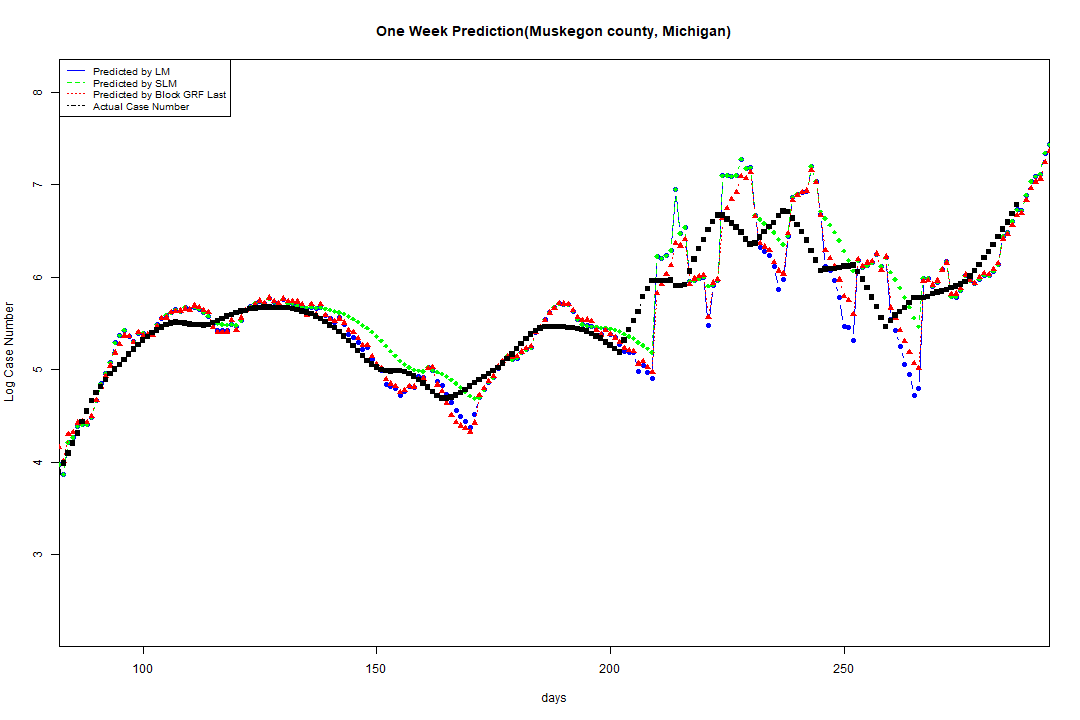 One Week Prediction(Muskegon county, Michigan)
Predicted by LM
Predicted by SLM
Predicted by Block GRF Last
Actual Case Number
Log Case Number
8
7
6
5
4
3
100
150
200
250
days